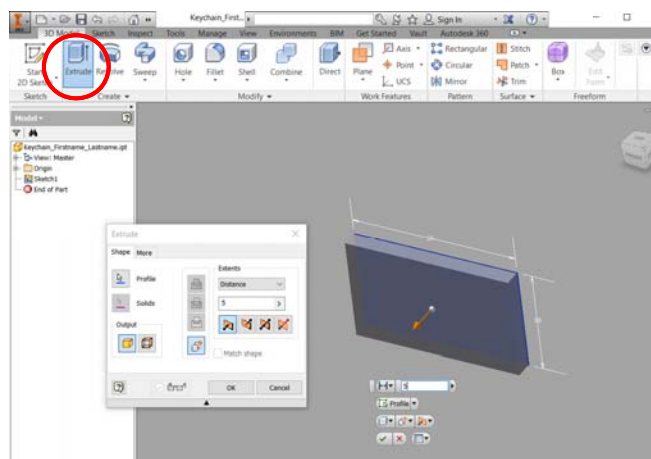 Keychain_First...
Sign In
3D Model Sketch Inspect Tools Manage View Environments BIM Get Started Vault Autodesk 360
Start 2D Sketch
Extrude
Revolve
Sweep
Hole
Fillet
Shell
Combine
Direct
Plane
Axis
Point
UCS
Rectangular
Circular
Mirror
Stitch
Patch
Trim
Box
Edit Form
Sketch Create Modify Work Features Pattern Surface Freeform
Model
Keychain_Firstname_Lastname.ipt
View: Master
Origin
Sketch1
End of Part
Extrude
Shape More
Profile
Solids
Output
Extents
Distance
5
Match shape
OK Cancel
5
Profile